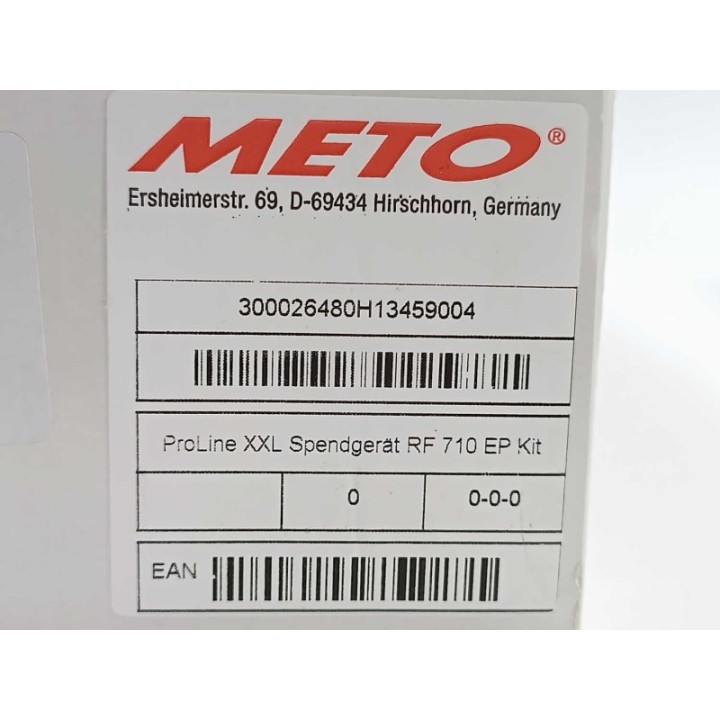 METO®
Ersheimerstr. 69, D-69434 Hirschhorn, Germany
300026480H13459004
ProLine XXL Spendgerät RF 710 EP Kit
0 0-0-0
EAN